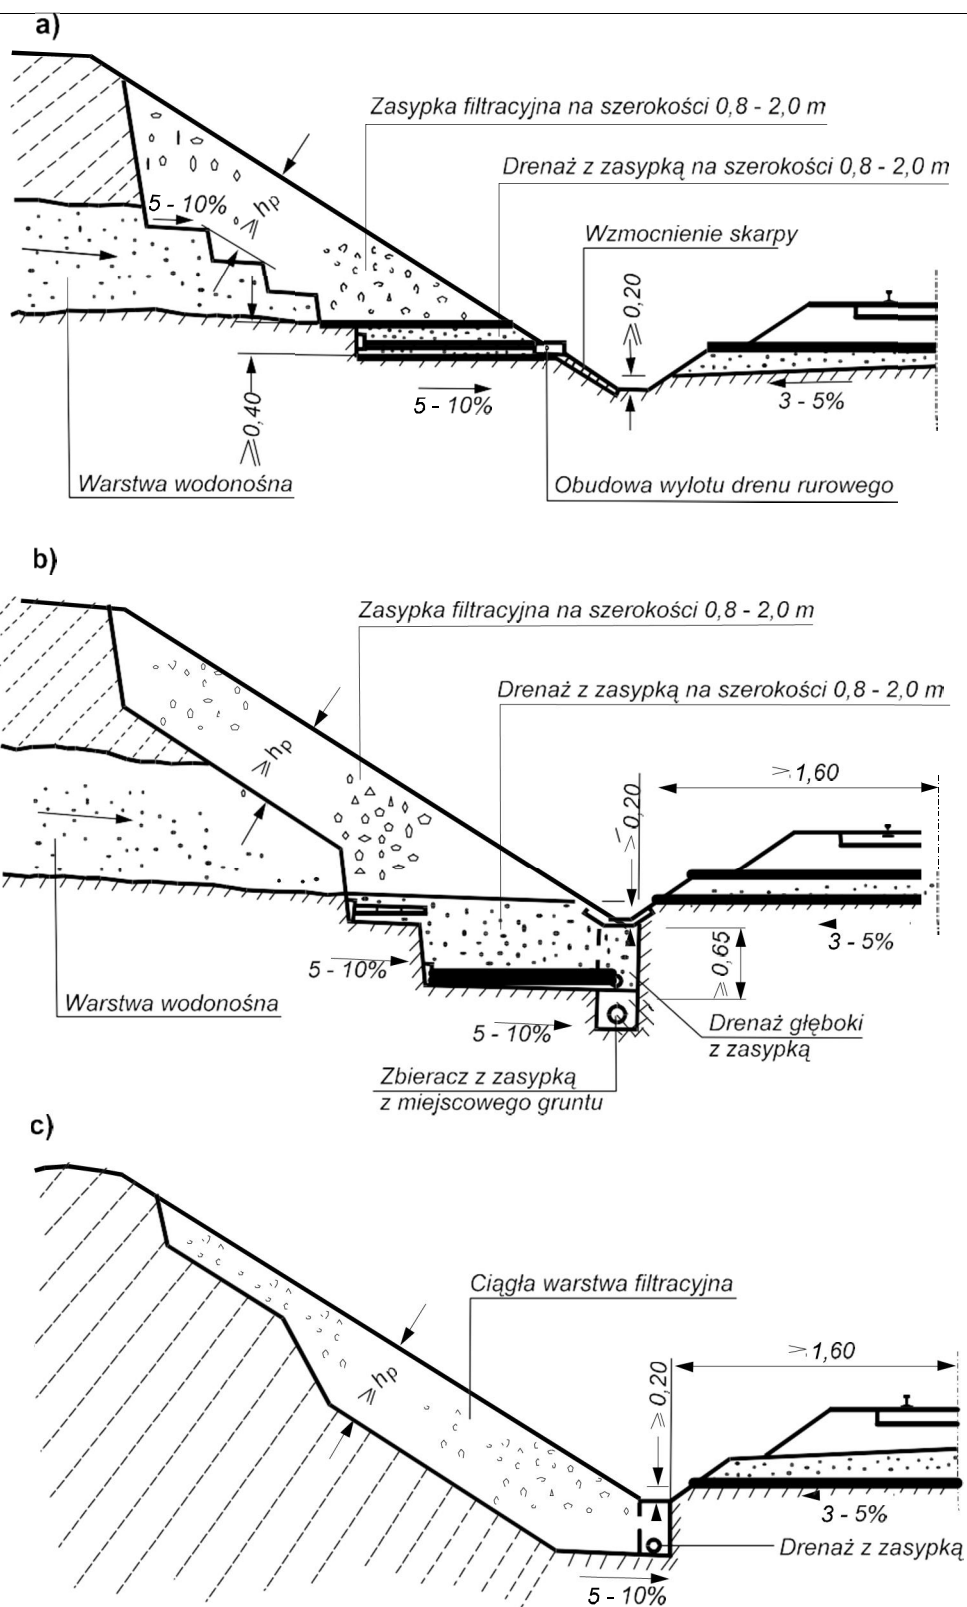 a)
Zasypka filtracyjna na szerokości 0,8 - 2,0 m
Drenaż z zasypką na szerokości 0,8 - 2,0 m
Wzmocnienie skarpy
5 - 10%
⩾hp
⩾0,20
⩾0,40
5 - 10%
3 - 5%
Warstwa wodonośna
Obudowa wylotu drenu rurowego
b)
Zasypka filtracyjna na szerokości 0,8 - 2,0 m
Drenaż z zasypką na szerokości 0,8 - 2,0 m
⩾hp
⩾1,60
⩾0,20
3 - 5%
⩾0,65
5 - 10%
Warstwa wodonośna
5 - 10%
Drenaż głęboki
z zasypką
Zbieracz z zasypką
z miejscowego gruntu
c)
Ciągła warstwa filtracyjna
⩾1,60
⩾hp
⩾0,20
3 - 5%
Drenaż z zasypką
5 - 10%